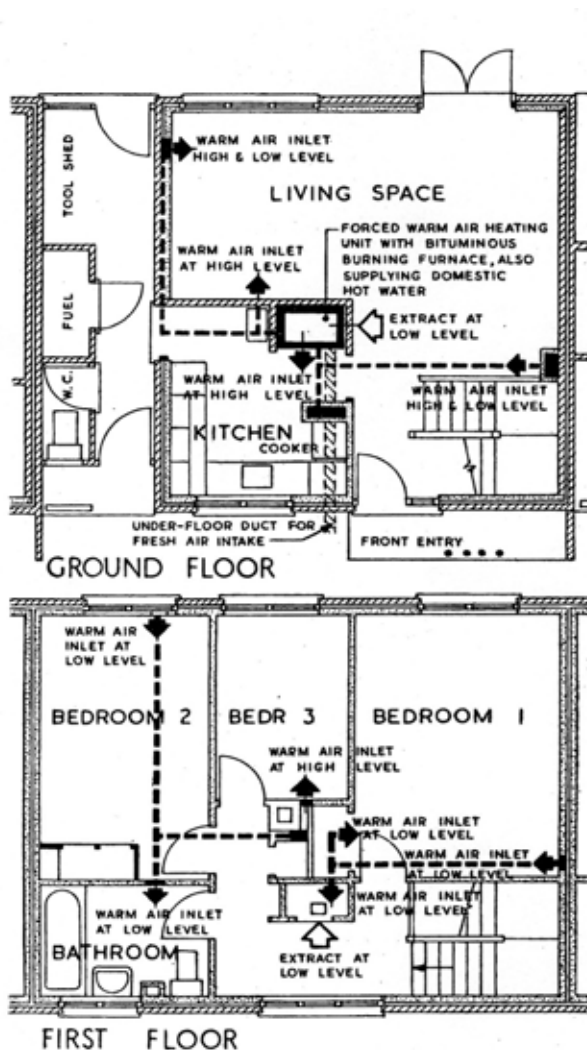 TOOL SHED
FUEL
W.C.
WARM AIR INLET
HIGH & LOW LEVEL
LIVING SPACE
WARM AIR INLET
AT HIGH LEVEL
FORCED WARM AIR HEATING
UNIT WITH BITUMINOUS
BURNING FURNACE, ALSO
SUPPLYING DOMESTIC
HOT WATER
EXTRACT AT
LOW LEVEL
WARM AIR INLET
AT HIGH LEVEL
WARM AIR INLET
HIGH & LOW LEVEL
KITCHEN
COOKER
UNDER-FLOOR DUCT FOR
FRESH AIR INTAKE
FRONT ENTRY
GROUND FLOOR
WARM AIR
INLET AT
LOW LEVEL
BEDROOM 2
BEDR 3
BEDROOM 1
WARM AIR INLET
AT HIGH LEVEL
WARM AIR INLET
AT LOW LEVEL
WARM AIR INLET
AT LOW LEVEL
WARM AIR INLET
AT LOW LEVEL
WARM AIR INLET
AT LOW LEVEL
BATHROOM
EXTRACT AT
LOW LEVEL
FIRST FLOOR